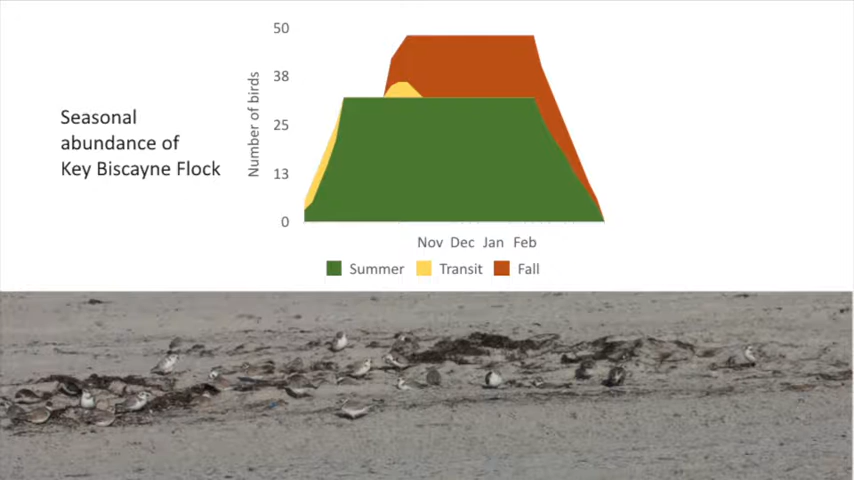 Seasonal
abundance of
Key Biscayne Flock
Number of birds
50
38
25
13
0
Nov Dec Jan Feb
Summer Transit Fall